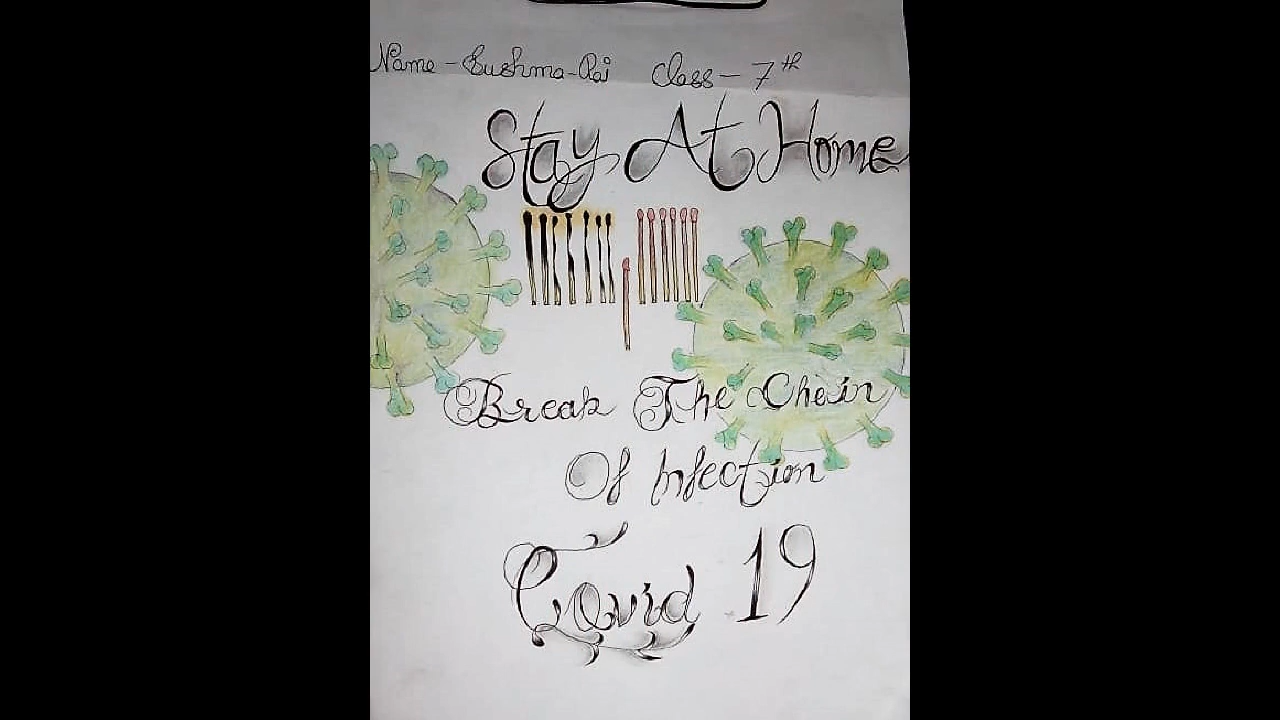 Name - Sushma - Rai Class - 7th
Stay At Home
Break The Chain
Of Infection
Covid 19